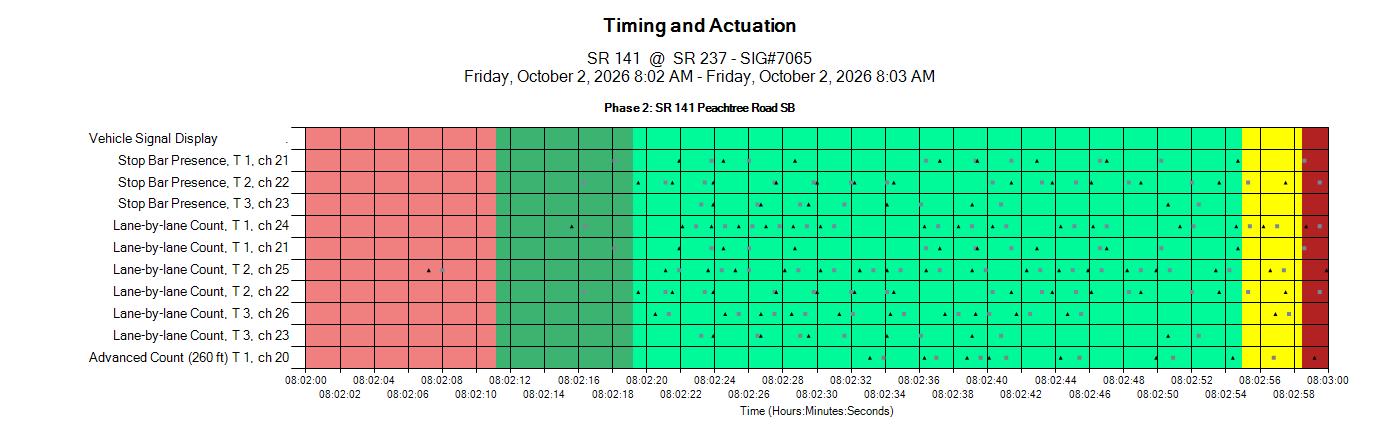 Timing and Actuation
SR 141 @ SR 237 - SIG#7065
Friday, October 2, 2026 8:02 AM - Friday, October 2, 2026 8:03 AM
Phase 2: SR 141 Peachtree Road SB
Vehicle Signal Display .
Stop Bar Presence, T 1, ch 21
Stop Bar Presence, T 2, ch 22
Stop Bar Presence, T 3, ch 23
Lane-by-lane Count, T 1, ch 24
Lane-by-lane Count, T 1, ch 21
Lane-by-lane Count, T 2, ch 25
Lane-by-lane Count, T 2, ch 22
Lane-by-lane Count, T 3, ch 26
Lane-by-lane Count, T 3, ch 23
Advanced Count (260 ft) T 1, ch 20
08:02:00 08:02:04 08:02:08 08:02:12 08:02:16 08:02:20 08:02:24 08:02:28 08:02:32 08:02:36 08:02:40 08:02:44 08:02:48 08:02:52 08:02:56 08:03:00
08:02:02 08:02:06 08:02:10 08:02:14 08:02:18 08:02:22 08:02:26 08:02:30 08:02:34 08:02:38 08:02:42 08:02:46 08:02:50 08:02:54 08:02:58
Time (Hours:Minutes:Seconds)